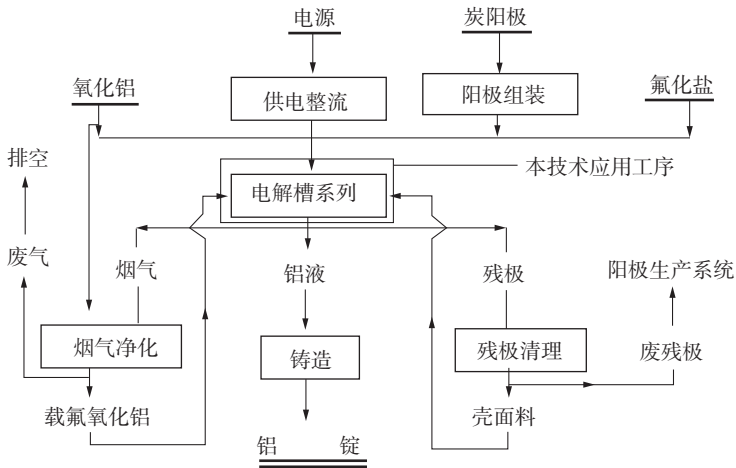 电源
炭阳极
氧化铝
供电整流
阳极组装
氟化盐
排空
本技术应用工序
电解槽系列
废气
烟气
铝液
残极
阳极生产系统
烟气净化
铸造
残极清理
废残极
载氟氧化铝
壳面料
铝 锭